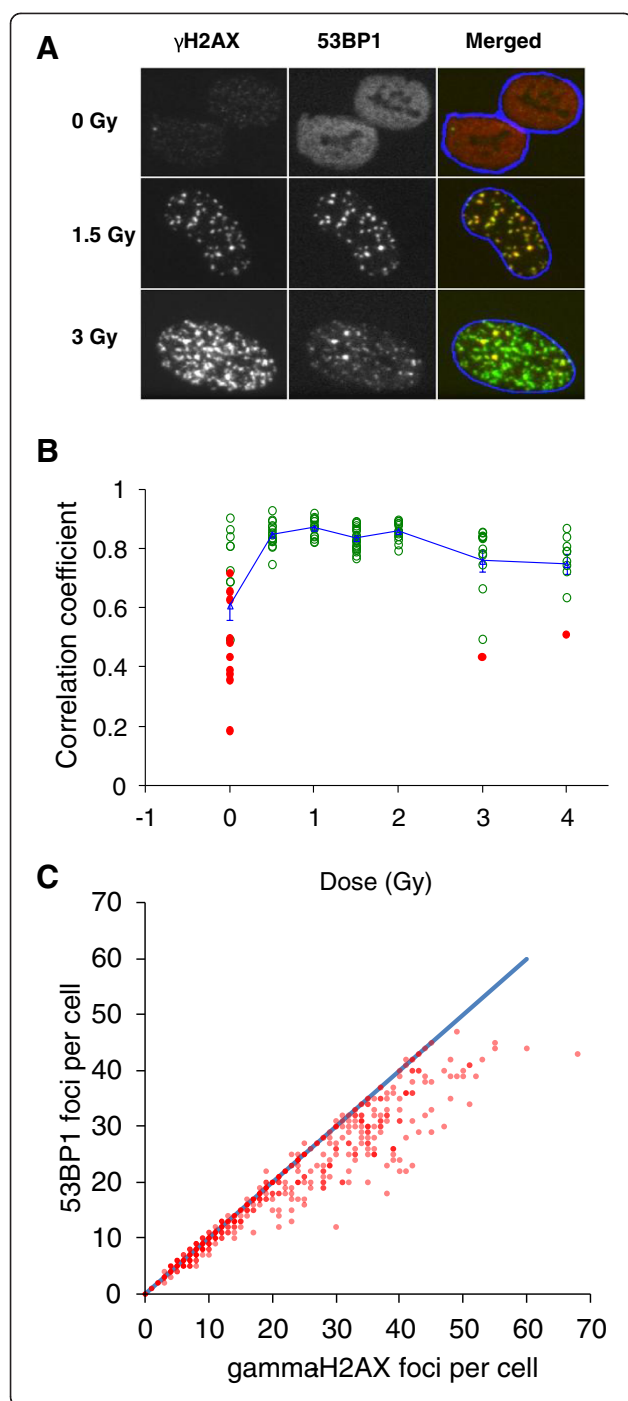 A
γH2AX 53BP1 Merged
0 Gy
1.5 Gy
3 Gy
B
Correlation coefficient
1
0.8
0.6
0.4
0.2
0
-1 0 1 2 3 4
Dose (Gy)
C
53BP1 foci per cell
70
60
50
40
30
20
10
0
0 10 20 30 40 50 60 70
gammaH2AX foci per cell